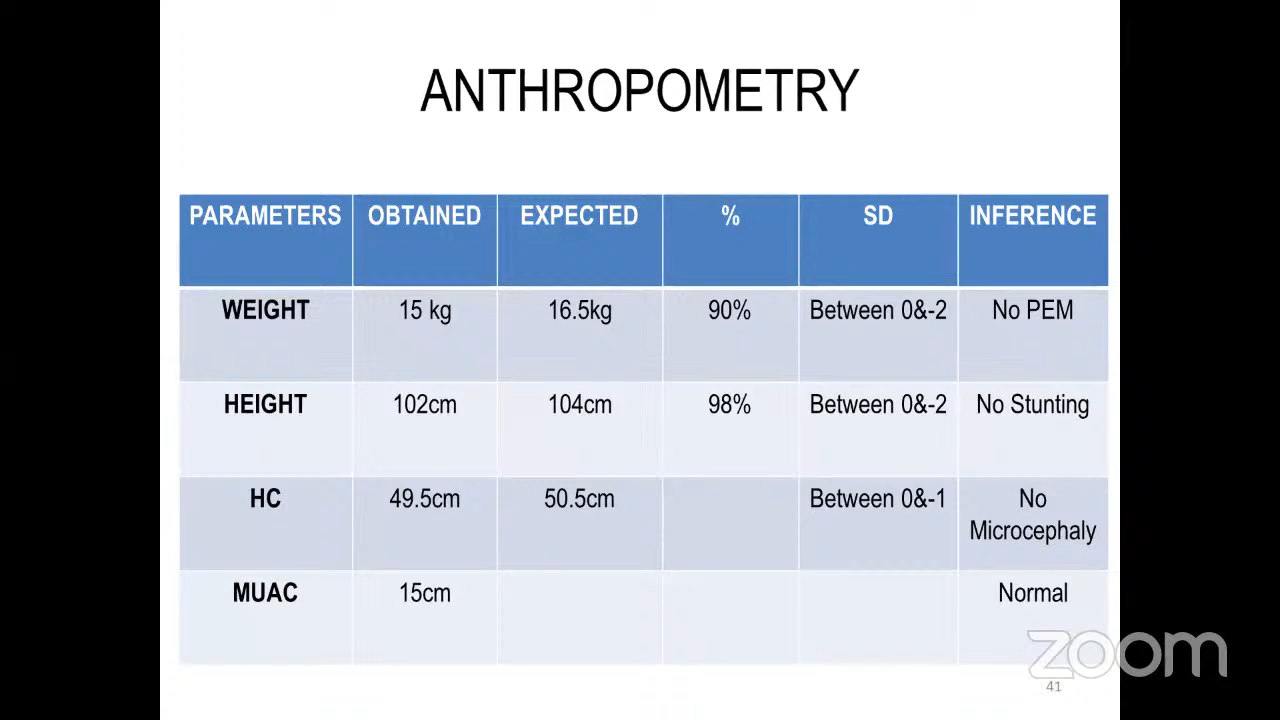 ANTHROPOMETRY
PARAMETERS OBTAINED EXPECTED % SD INFERENCE
WEIGHT 15 kg 16.5kg 90% Between 0&-2 No PEM
HEIGHT 102cm 104cm 98% Between 0&-2 No Stunting
HC 49.5cm 50.5cm Between 0&-1 No
Microcephaly
MUAC 15cm Normal
zoom
41